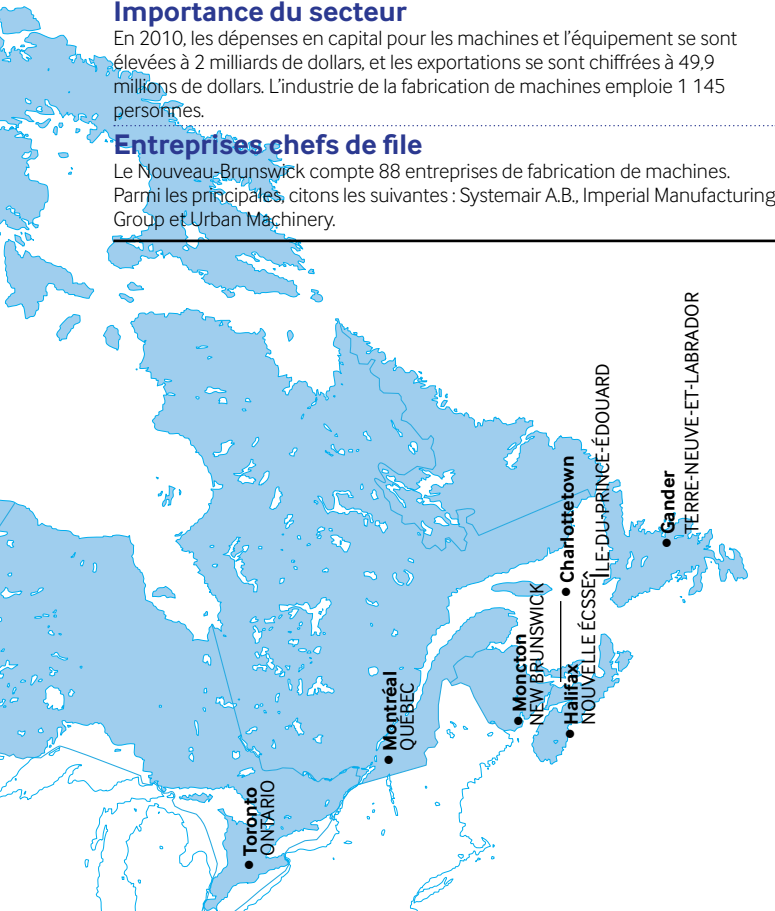 Importance du secteur
En 2010, les dépenses en capital pour les machines et l'équipement se sont
élevées à 2 milliards de dollars, et les exportations se sont chiffrées à 49,9
millions de dollars. L'industrie de la fabrication de machines emploie 1 145
personnes.
Entreprises chefs de file
Le Nouveau-Brunswick compte 88 entreprises de fabrication de machines.
Parmi les principales, citons les suivantes : Systemair A.B., Imperial Manufacturing
Group et Urban Machinery.
Toronto
ONTARIO
Montréal
QUÉBEC
Moncton
NEW BRUNSWICK
Halifax
NOUVELLE ÉCSSE
Charlottetown
ÎLE-DU-PRINCE-ÉDOUARD
Gander
TERRE-NEUVE-ET-LABRADOR